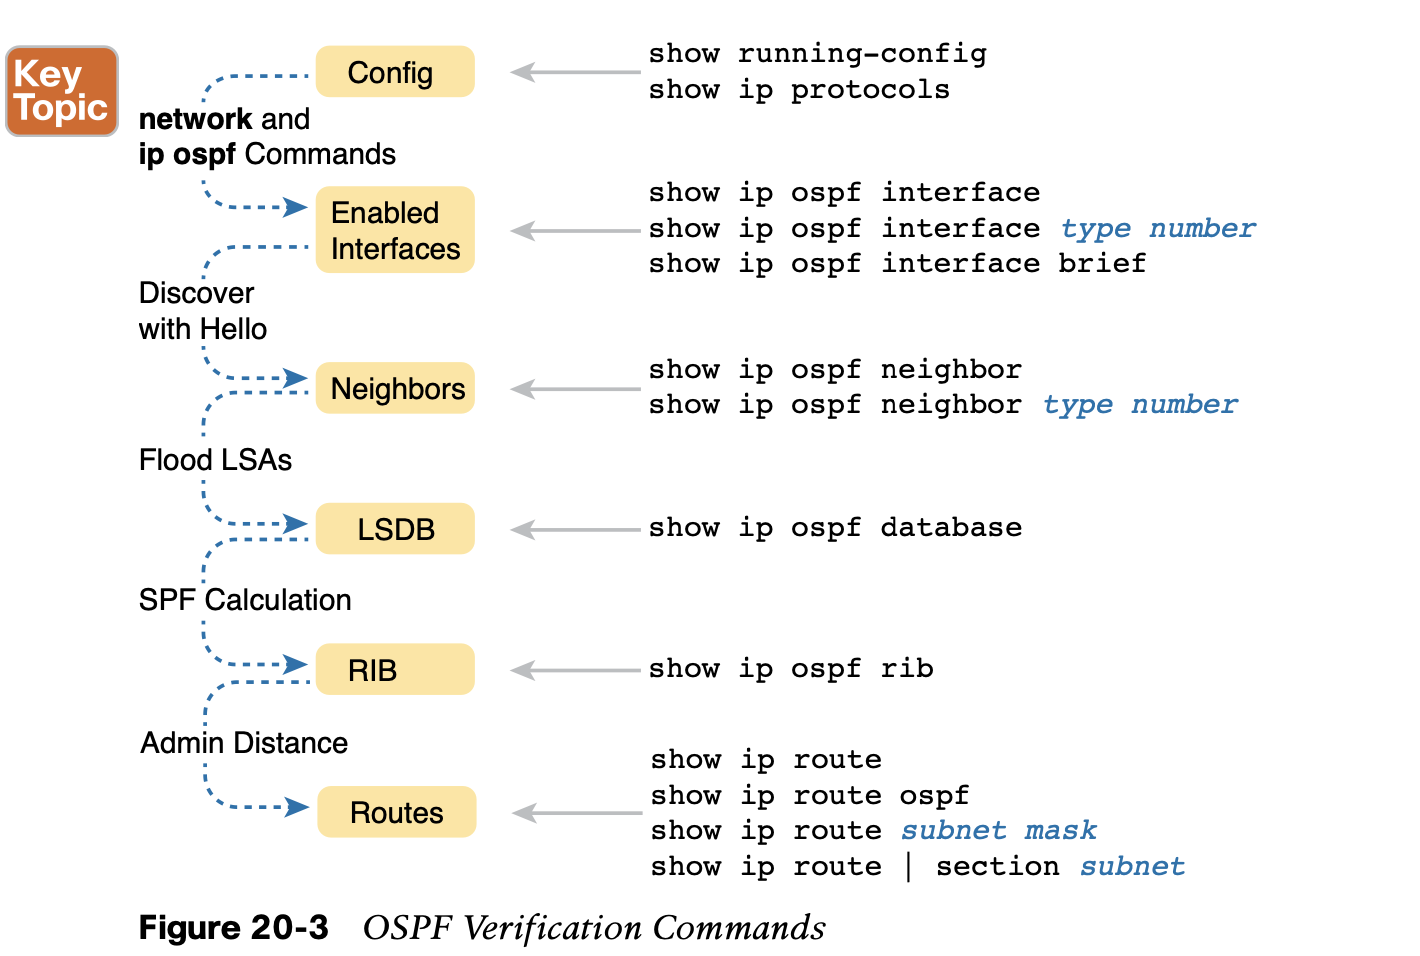 Key
Topic
Config
show running-config
show ip protocols
network and
ip ospf Commands
Enabled
Interfaces
show ip ospf interface
show ip ospf interface type number
show ip ospf interface brief
Discover
with Hello
Neighbors
show ip ospf neighbor
show ip ospf neighbor type number
Flood LSAs
LSDB
show ip ospf database
SPF Calculation
RIB
show ip ospf rib
Admin Distance
Routes
show ip route
show ip route ospf
show ip route subnet mask
show ip route | section subnet
Figure 20-3 OSPF Verification Commands